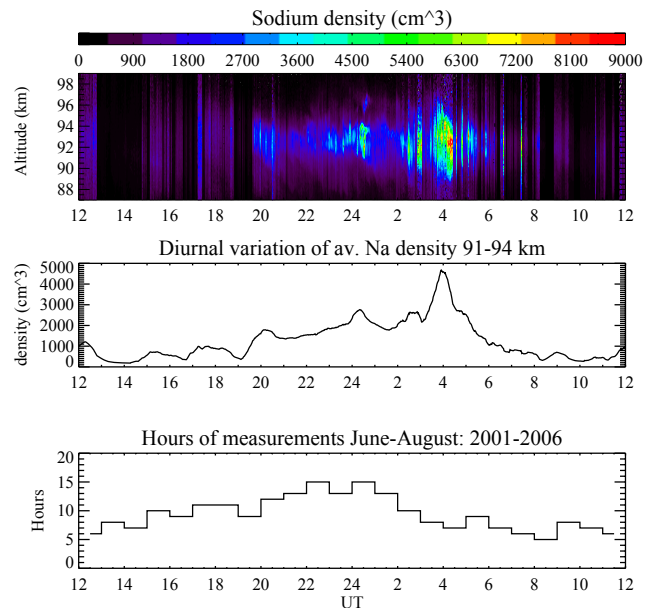 Sodium density (cm^3)
0 900 1800 2700 3600 4500 5400 6300 7200 8100 9000
Altitude (km)
98
96
94
92
90
88
12 14 16 18 20 22 24 2 4 6 8 10 12
Diurnal variation of av. Na density 91-94 km
density (cm^3)
5000
4000
3000
2000
1000
0
12 14 16 18 20 22 24 2 4 6 8 10 12
Hours of measurements June-August: 2001-2006
Hours
20
15
10
5
0
12 14 16 18 20 22 24 2 4 6 8 10 12
UT